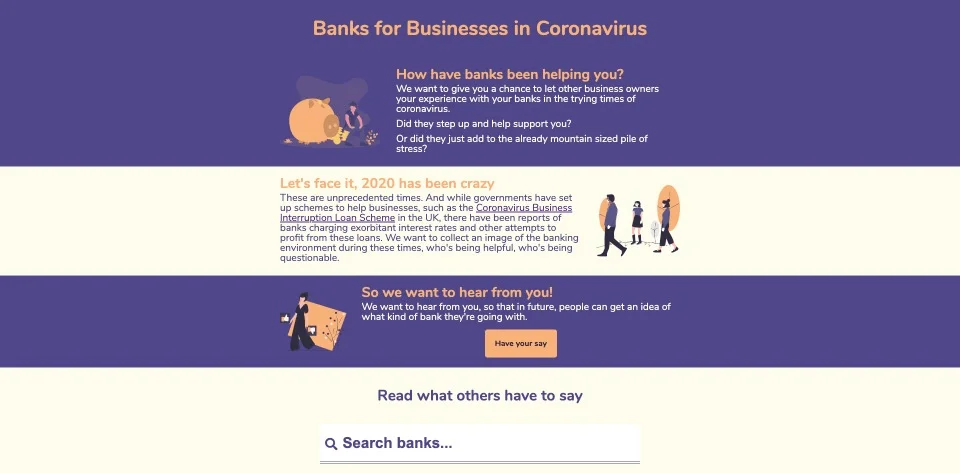 Banks for Businesses in Coronavirus
How have banks been helping you?
We want to give you a chance to let other business owners
your experience with your banks in the trying times of
coronavirus.
Did they step up and help support you?
Or did they just add to the already mountain sized pile of
stress?
Let's face it, 2020 has been crazy
These are unprecedented times. And while governments have set
up schemes to help businesses, such as the Coronavirus Business
Interruption Loan Scheme in the UK, there have been reports of
banks charging exorbitant interest rates and other attempts to
profit from these loans. We want to collect an image of the banking
environment during these times, who's being helpful, who's being
questionable.
So we want to hear from you!
We want to hear from you, so that in future, people can get an idea of
what kind of bank they're going with.
Have your say
Read what others have to say
Search banks...